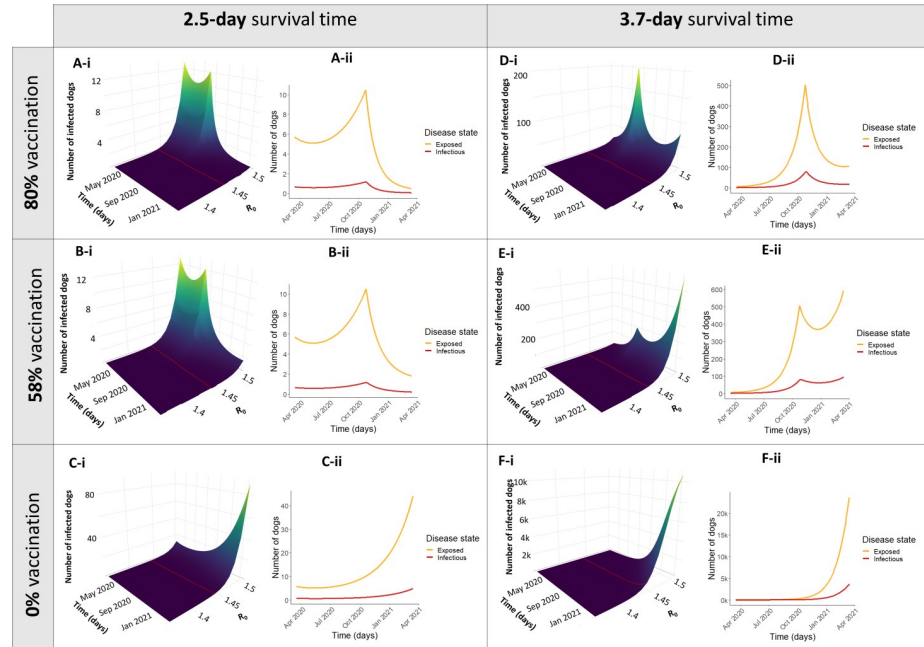 2.5-day survival time
3.7-day survival time
80% vaccination
A-i
Number of infected dogs
12
8
4
May 2020
Sep 2020
Jan 2021
Time (days)
1.4
1.45
1.5
R₀
A-ii
Number of dogs
10
8
6
4
2
0
Apr 2020
Jul 2020
Oct 2020
Jan 2021
Apr 2021
Time (days)
Disease state
Exposed
Infectious
D-i
Number of infected dogs
200
100
May 2020
Sep 2020
Jan 2021
Time (days)
1.4
1.45
1.5
R₀
D-ii
Number of dogs
500
400
300
200
100
0
Apr 2020
Jul 2020
Oct 2020
Jan 2021
Apr 2021
Time (days)
Disease state
Exposed
Infectious
58% vaccination
B-i
Number of infected dogs
12
8
4
May 2020
Sep 2020
Jan 2021
Time (days)
1.4
1.45
1.5
R₀
B-ii
Number of dogs
10
8
6
4
2
0
Apr 2020
Jul 2020
Oct 2020
Jan 2021
Apr 2021
Time (days)
Disease state
Exposed
Infectious
E-i
Number of infected dogs
400
200
May 2020
Sep 2020
Jan 2021
Time (days)
1.4
1.45
1.5
R₀
E-ii
Number of dogs
600
500
400
300
200
100
0
Apr 2020
Jul 2020
Oct 2020
Jan 2021
Apr 2021
Time (days)
Disease state
Exposed
Infectious
0% vaccination
C-i
Number of infected dogs
80
40
May 2020
Sep 2020
Jan 2021
Time (days)
1.4
1.45
1.5
R₀
C-ii
Number of dogs
40
30
20
10
0
Apr 2020
Jul 2020
Oct 2020
Jan 2021
Apr 2021
Time (days)
Disease state
Exposed
Infectious
F-i
Number of infected dogs
10k
8k
6k
4k
2k
May 2020
Sep 2020
Jan 2021
Time (days)
1.4
1.45
1.5
R₀
F-ii
Number of dogs
20k
15k
10k
5k
0k
Apr 2020
Jul 2020
Oct 2020
Jan 2021
Apr 2021
Time (days)
Disease state
Exposed
Infectious